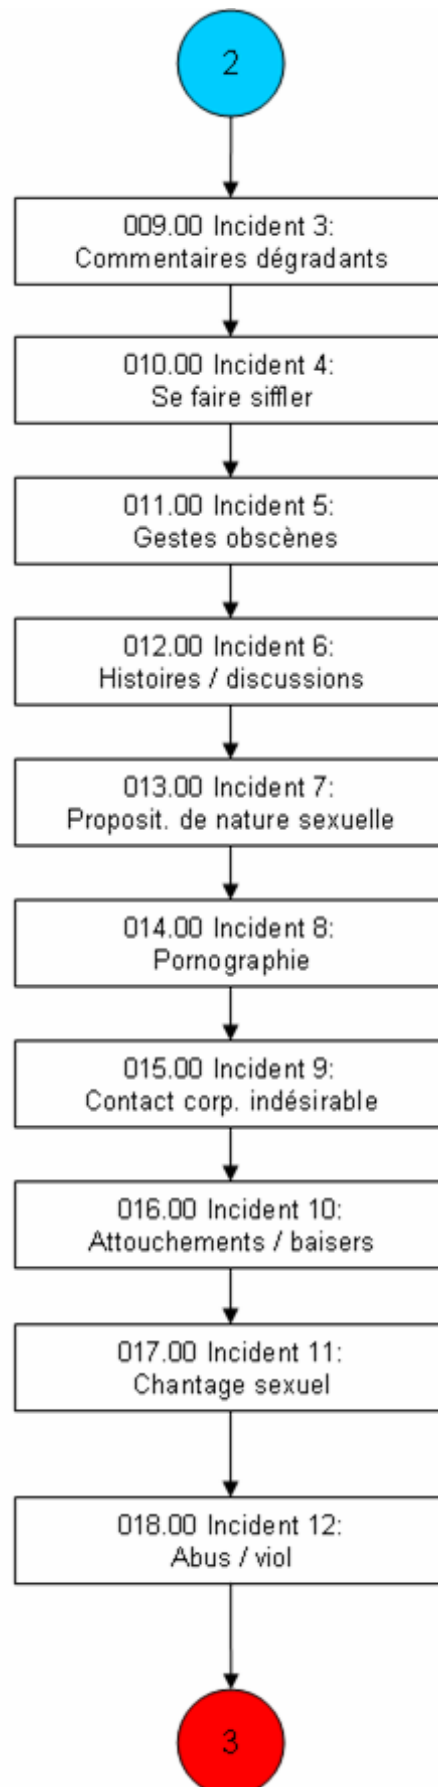 2
009.00 Incident 3:
Commentaires dégradants
010.00 Incident 4:
Se faire siffler
011.00 Incident 5:
Gestes obscènes
012.00 Incident 6:
Histoires / discussions
013.00 Incident 7:
Proposit. de nature sexuelle
014.00 Incident 8:
Pornographie
015.00 Incident 9:
Contact corp. indésirable
016.00 Incident 10:
Attouchements / baisers
017.00 Incident 11:
Chantage sexuel
018.00 Incident 12:
Abus / viol
3